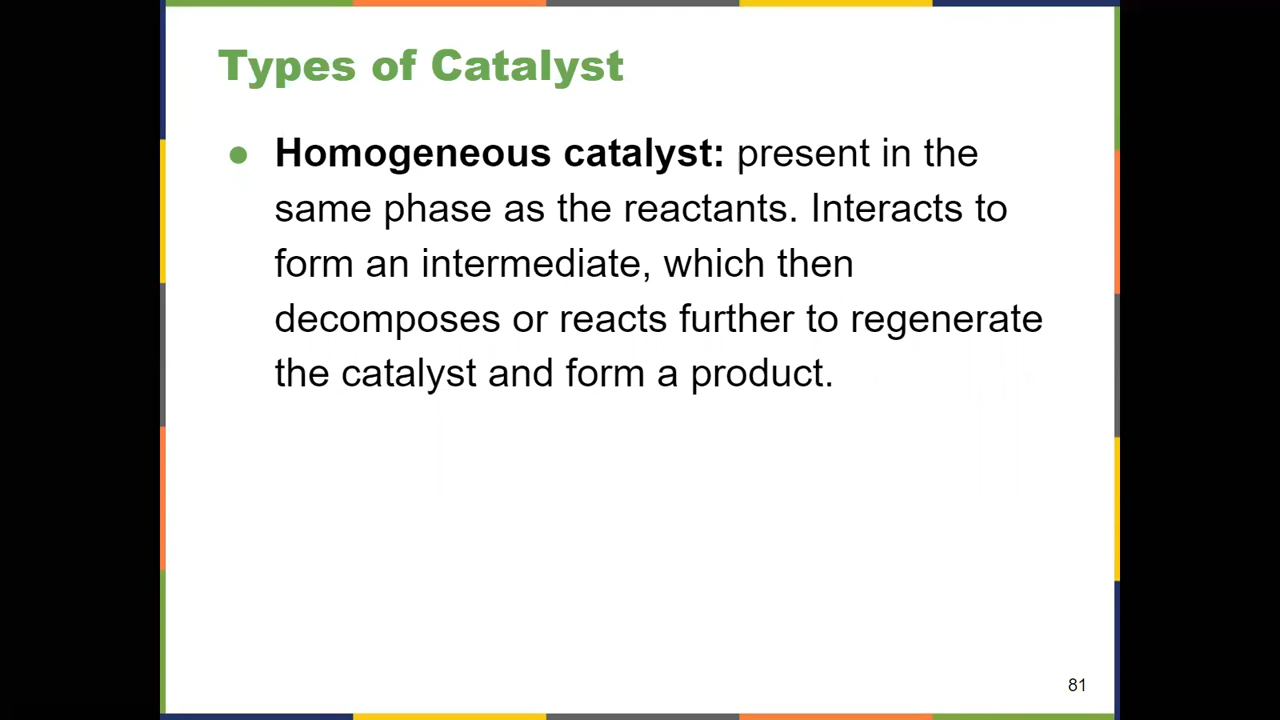 Types of Catalyst
● Homogeneous catalyst: present in the
same phase as the reactants. Interacts to
form an intermediate, which then
decomposes or reacts further to regenerate
the catalyst and form a product.
81